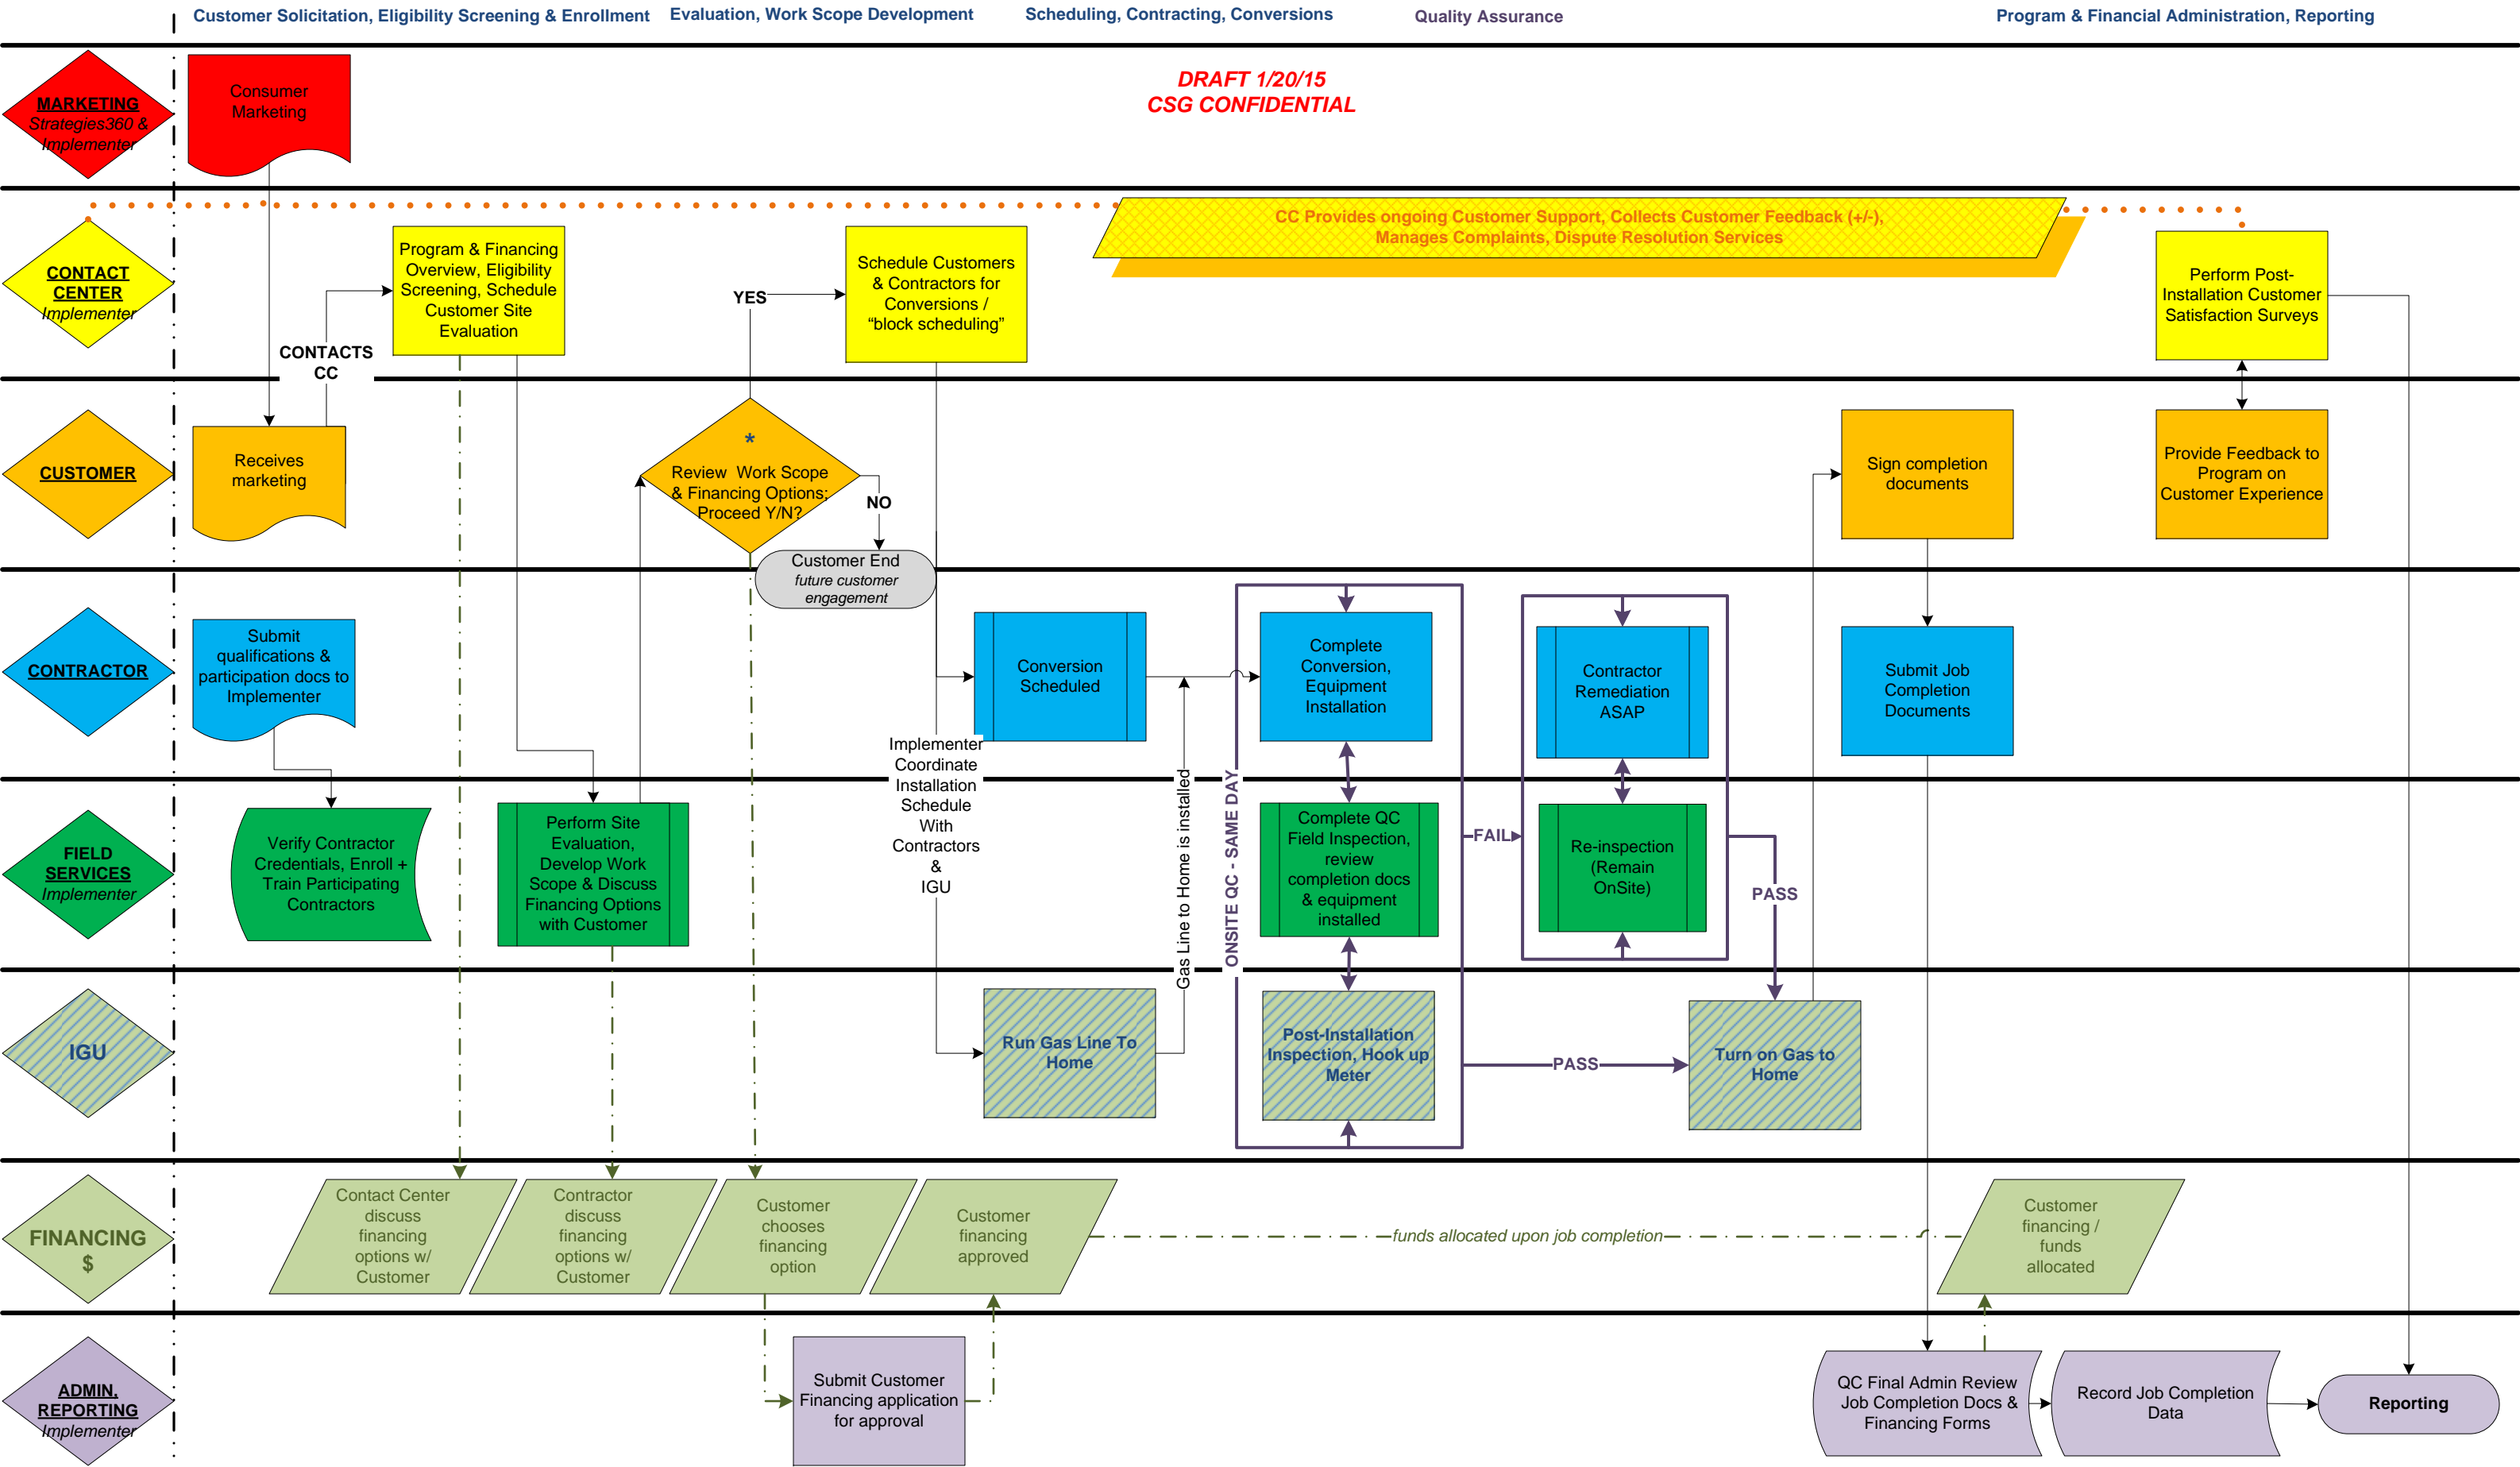 Customer Solicitation, Eligibility Screening & Enrollment
Evaluation, Work Scope Development
Scheduling, Contracting, Conversions
Quality Assurance
Program & Financial Administration, Reporting
MARKETING
Strategies360 &
Implementer
Consumer
Marketing
DRAFT 1/20/15
CSG CONFIDENTIAL
CONTACT
CENTER
Implementer
Program & Financing
Overview, Eligibility
Screening, Schedule
Customer Site
Evaluation
CONTACTS
CC
YES
Schedule Customers
& Contractors for
Conversions /
“block scheduling”
CC Provides ongoing Customer Support, Collects Customer Feedback (+/-),
Manages Complaints, Dispute Resolution Services
Perform Post-
Installation Customer
Satisfaction Surveys
CUSTOMER
Receives
marketing
*
Review Work Scope
& Financing Options;
Proceed Y/N?
NO
Customer End
future customer
engagement
Sign completion
documents
Provide Feedback to
Program on
Customer Experience
CONTRACTOR
Submit
qualifications &
participation docs to
Implementer
Conversion
Scheduled
Complete
Conversion,
Equipment
Installation
Contractor
Remediation
ASAP
Submit Job
Completion
Documents
Implementer
Coordinate
Installation
Schedule
With
Contractors
&
IGU
Gas Line to Home is installed
ONSITE QC - SAME DAY
FIELD
SERVICES
Implementer
Verify Contractor
Credentials, Enroll +
Train Participating
Contractors
Perform Site
Evaluation,
Develop Work
Scope & Discuss
Financing Options
with Customer
Complete QC
Field Inspection,
review
completion docs
& equipment
installed
FAIL
Re-inspection
(Remain
OnSite)
PASS
IGU
Run Gas Line To
Home
Post-Installation
Inspection, Hook up
Meter
PASS
Turn on Gas to
Home
FINANCING
$
Contact Center
discuss
financing
options w/
Customer
Contractor
discuss
financing
options w/
Customer
Customer
chooses
financing
option
Customer
financing
approved
funds allocated upon job completion
Customer
financing /
funds
allocated
ADMIN.
REPORTING
Implementer
Submit Customer
Financing application
for approval
QC Final Admin Review
Job Completion Docs &
Financing Forms
Record Job Completion
Data
Reporting